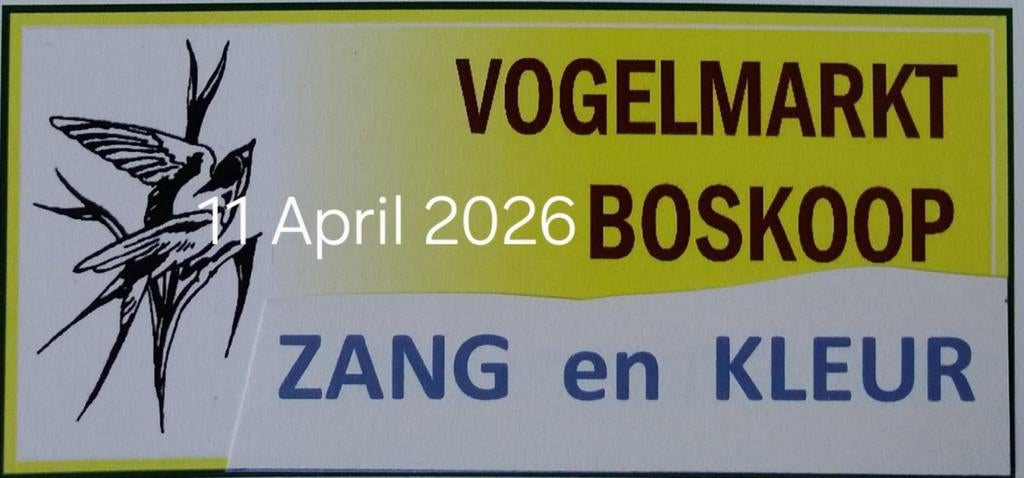 VOGELMARKT
11 April 2026
BOSKOOP
ZANG en KLEUR